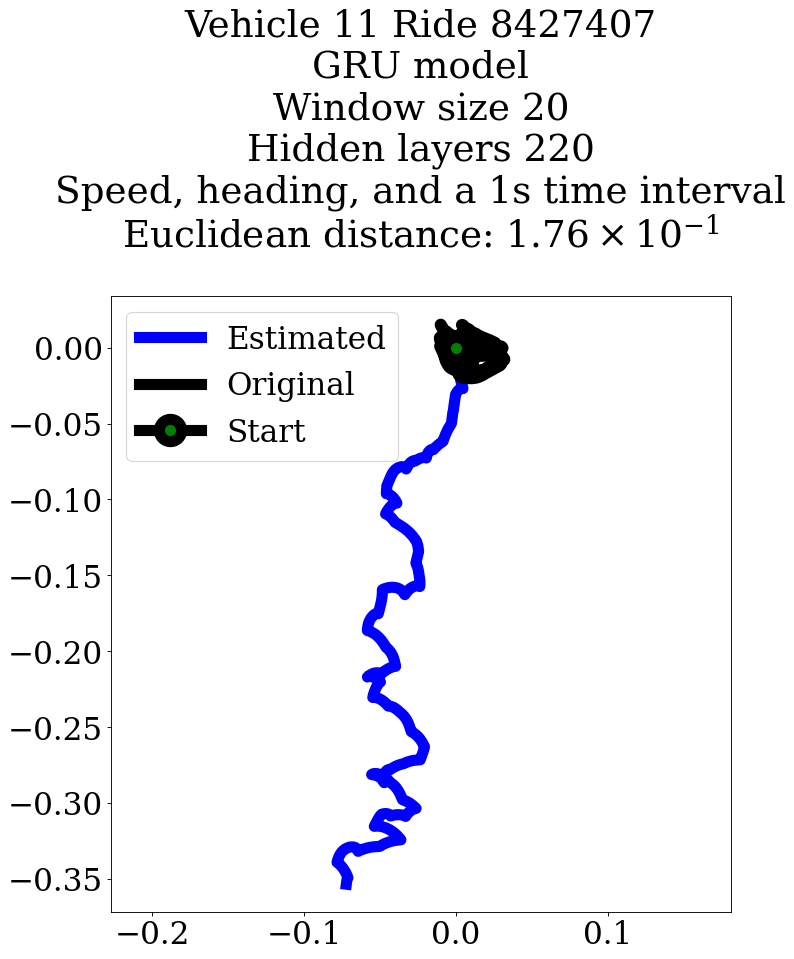 Vehicle 11 Ride 8427407
GRU model
Window size 20
Hidden layers 220
Speed, heading, and a 1s time interval
Euclidean distance: 1.76 × 10⁻¹
Estimated
Original
Start
0.00
−0.05
−0.10
−0.15
−0.20
−0.25
−0.30
−0.35
−0.2 −0.1 0.0 0.1